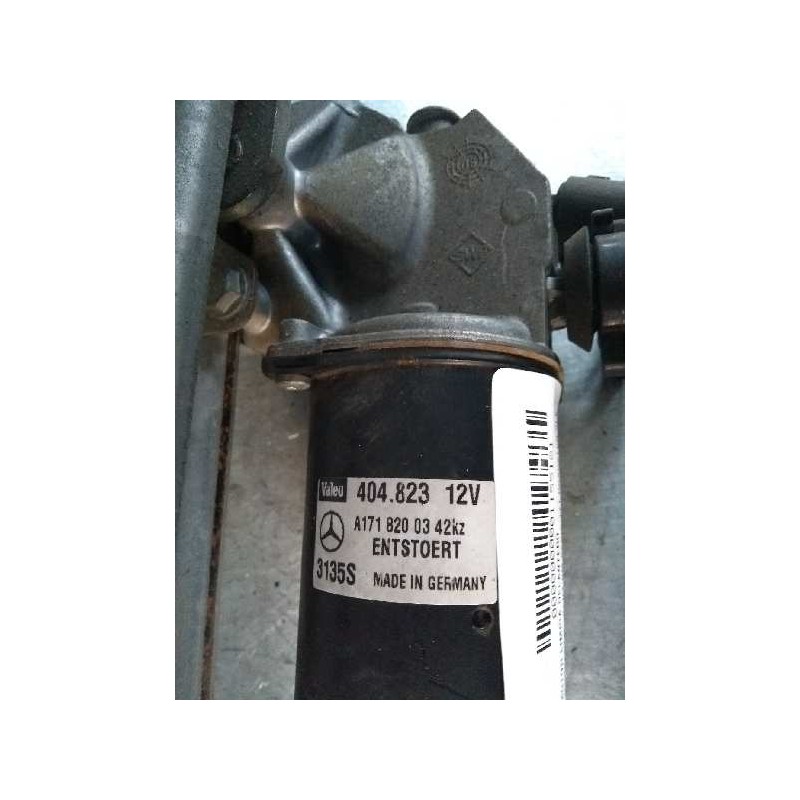 Valeo 404.823 12V
A171 820 03 42kz
ENTSTOERT
3135S MADE IN GERMANY